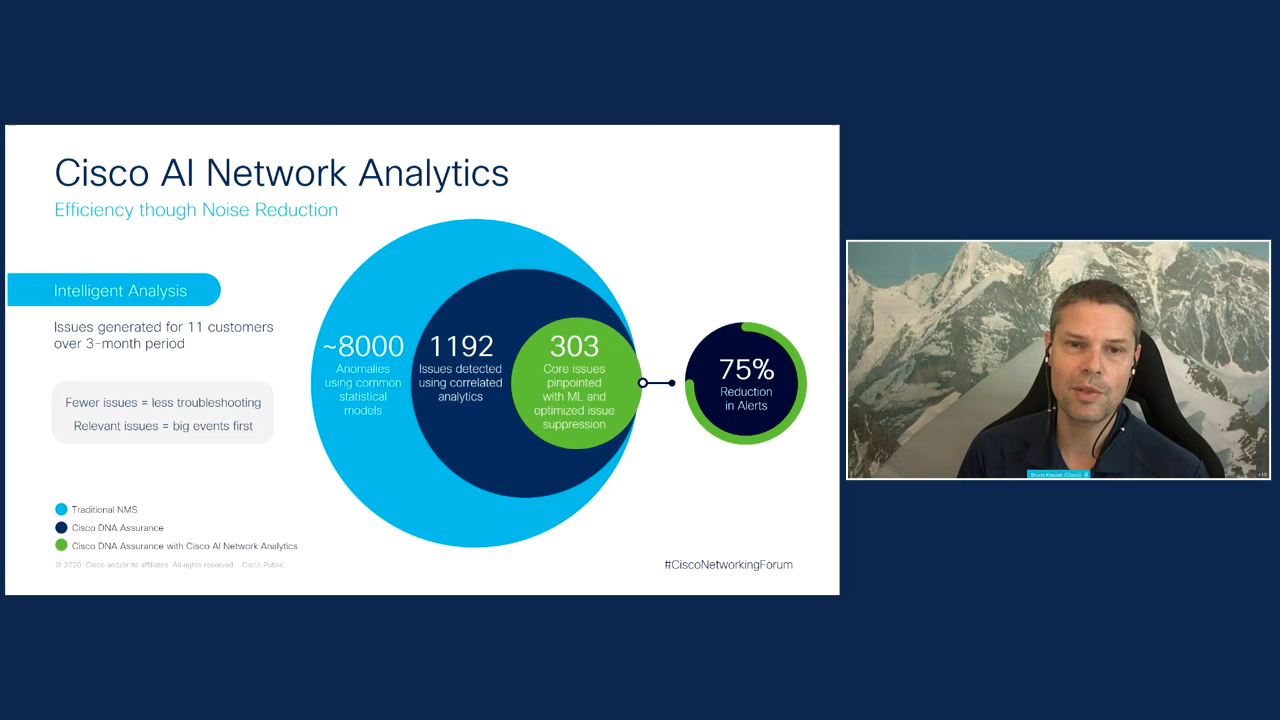 Cisco AI Network Analytics
Efficiency though Noise Reduction
Intelligent Analysis
Issues generated for 11 customers
over 3-month period
Fewer issues = less troubleshooting
Relevant issues = big events first
~8000
Anomalies
using common
statistical
models
1192
Issues detected
using correlated
analytics
303
Core issues
pinpointed
with ML and
optimized issue
suppression
75%
Reduction
in Alerts
Traditional NMS
Cisco DNA Assurance
Cisco DNA Assurance with Cisco AI Network Analytics
© 2020 Cisco and/or its affiliates. All rights reserved. Cisco Public
#CiscoNetworkingForum
(Cisco)